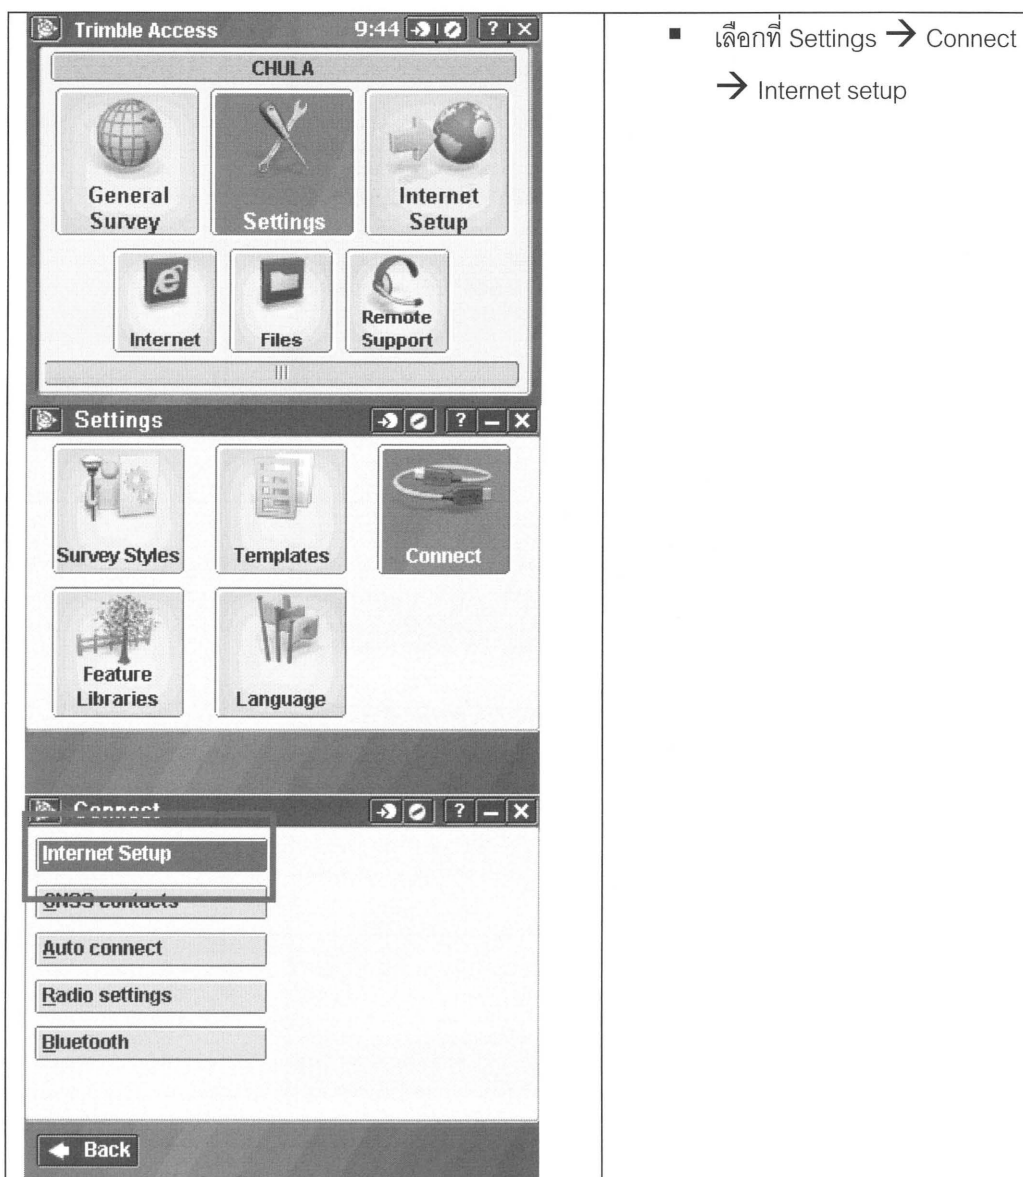 Trimble Access 9:44 ? X
CHULA
General Survey
Settings
Internet Setup
Internet
Files
Remote Support
Settings ? – X
Survey Styles
Templates
Connect
Feature Libraries
Language
Connect ? – X
Internet Setup
GNSS contacts
Auto connect
Radio settings
Bluetooth
Back
▪ เลือกที่ Settings → Connect
→ Internet setup